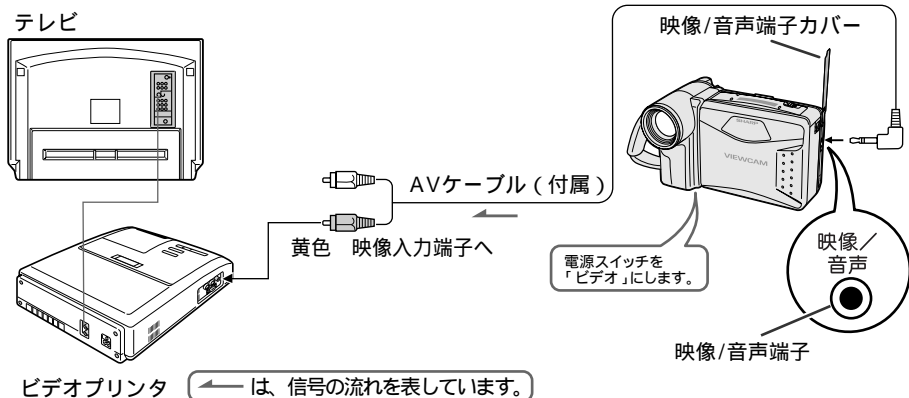 テレビ
映像/音声端子カバー
SHARP
VIEWCAM
AVケーブル(付属)
黄色 映像入力端子へ
電源スイッチを
「ビデオ」にします。
映像/
音声
映像/音声端子
ビデオプリンタ
は、信号の流れを表しています。